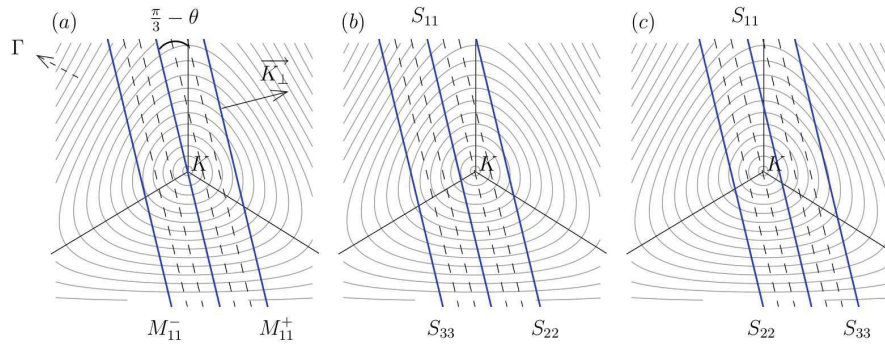 (a) π/3 − θ (b) S₁₁ (c) S₁₁
Γ K⊥
K K K
M₁₁⁻ M₁₁⁺ S₃₃ S₂₂ S₂₂ S₃₃